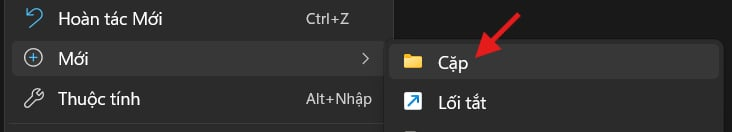 Hoàn tác Mới Ctrl+Z
Mới
Cặp
Thuộc tính Alt+Nhập
Lối tắt